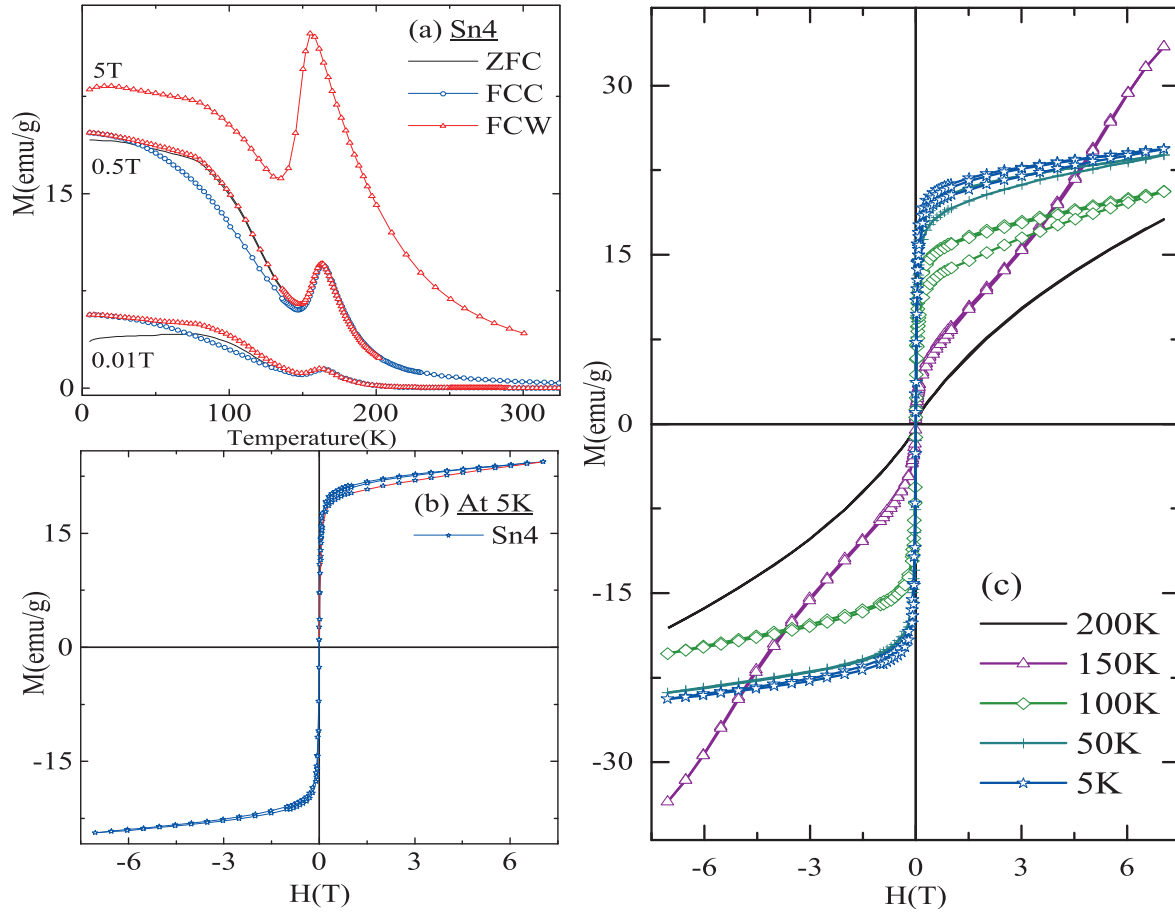 (a) Sn4
ZFC
FCC
FCW
5T
0.5T
0.01T
M(emu/g)
15
0
0
100
200
300
Temperature(K)
(b) At 5K
Sn4
M(emu/g)
15
0
-15
-6
-3
0
3
6
H(T)
(c)
200K
150K
100K
50K
5K
M(emu/g)
30
15
0
-15
-30
-6
-3
0
3
6
H(T)